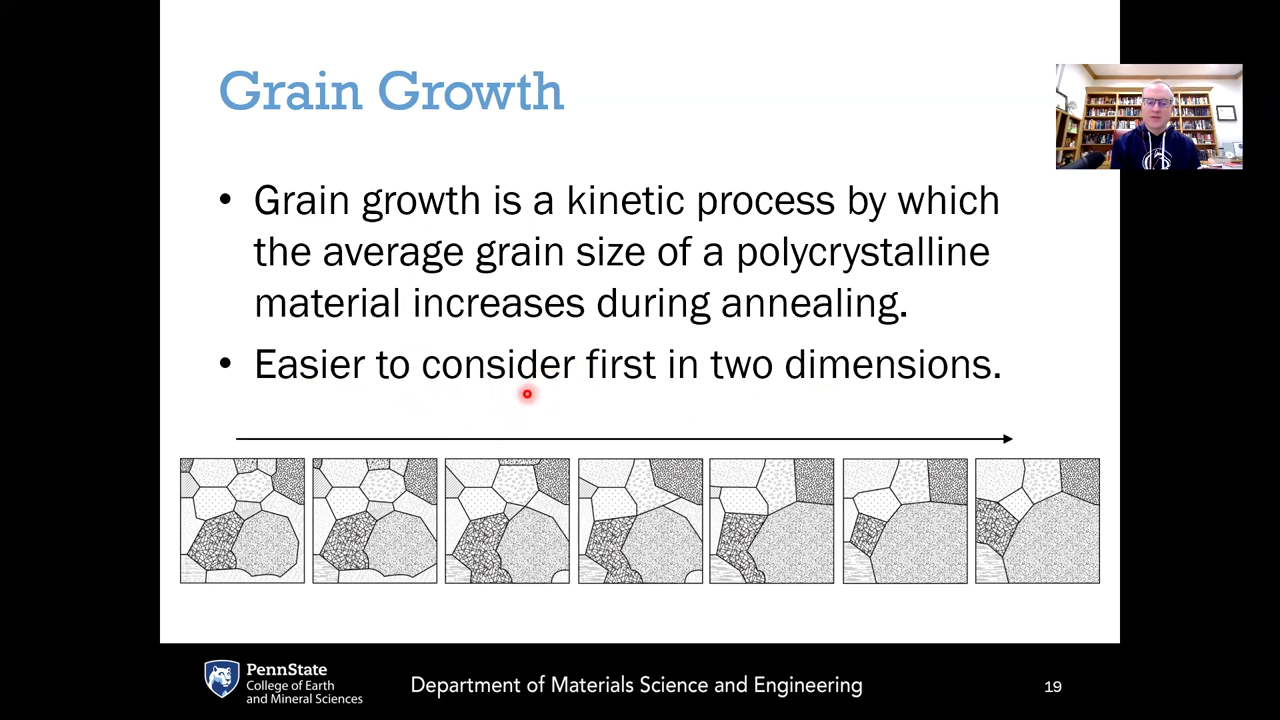 Grain Growth
• Grain growth is a kinetic process by which
the average grain size of a polycrystalline
material increases during annealing.
• Easier to consider first in two dimensions.
PennState
College of Earth
and Mineral Sciences
Department of Materials Science and Engineering
19